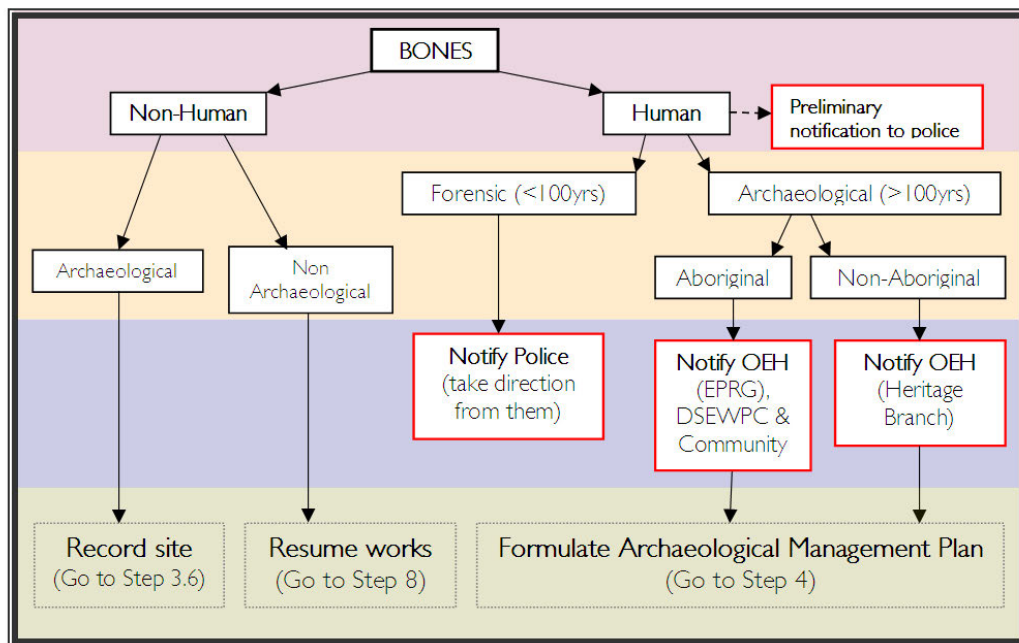 BONES
Non-Human
Human
Preliminary
notification to police
Forensic (<100yrs)
Archaeological (>100yrs)
Archaeological
Non
Archaeological
Aboriginal
Non-Aboriginal
Notify Police
(take direction
from them)
Notify OEH
(EPRG),
DSEWPC &
Community
Notify OEH
(Heritage
Branch)
Record site
(Go to Step 3.6)
Resume works
(Go to Step 8)
Formulate Archaeological Management Plan
(Go to Step 4)